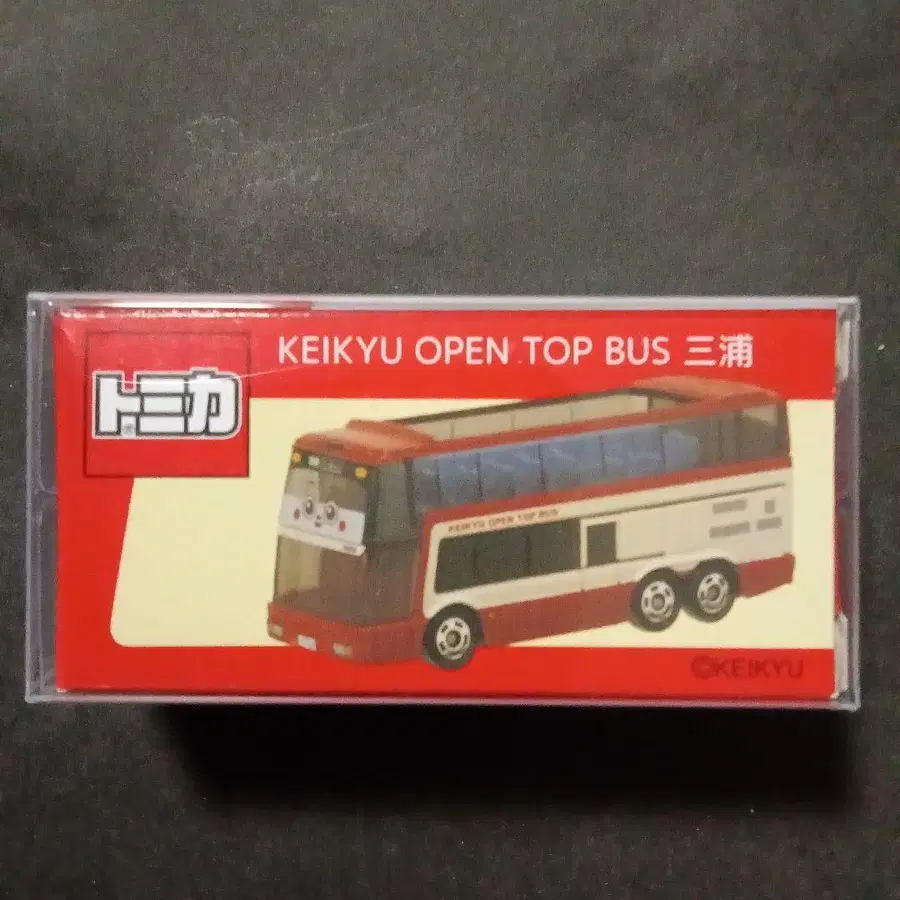 KEIKYU OPEN TOP BUS 三浦
トミカ
®
KEIKYU OPEN TOP BUS
©KEIKYU